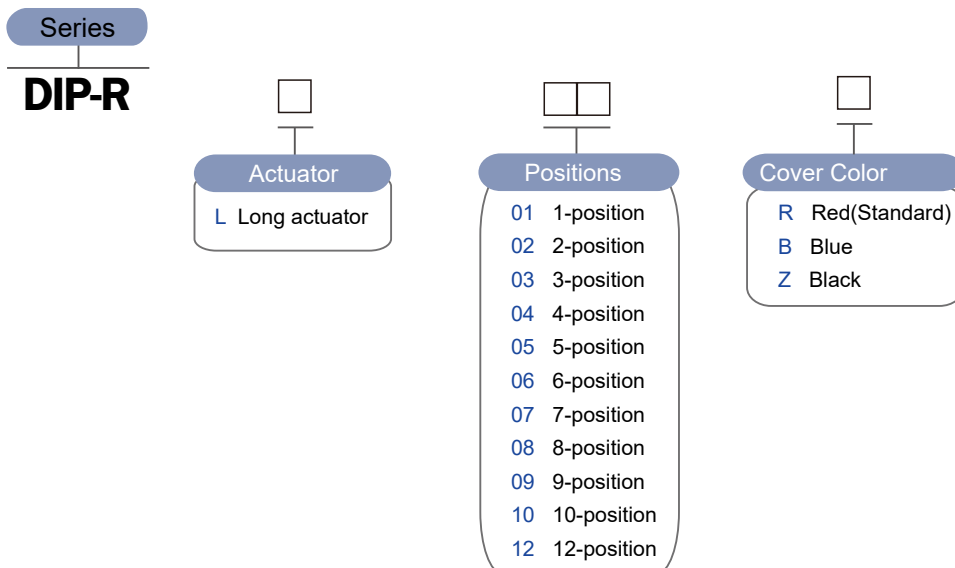 Series
DIP-R
Actuator
L Long actuator
Positions
01 1-position
02 2-position
03 3-position
04 4-position
05 5-position
06 6-position
07 7-position
08 8-position
09 9-position
10 10-position
12 12-position
Cover Color
R Red(Standard)
B Blue
Z Black